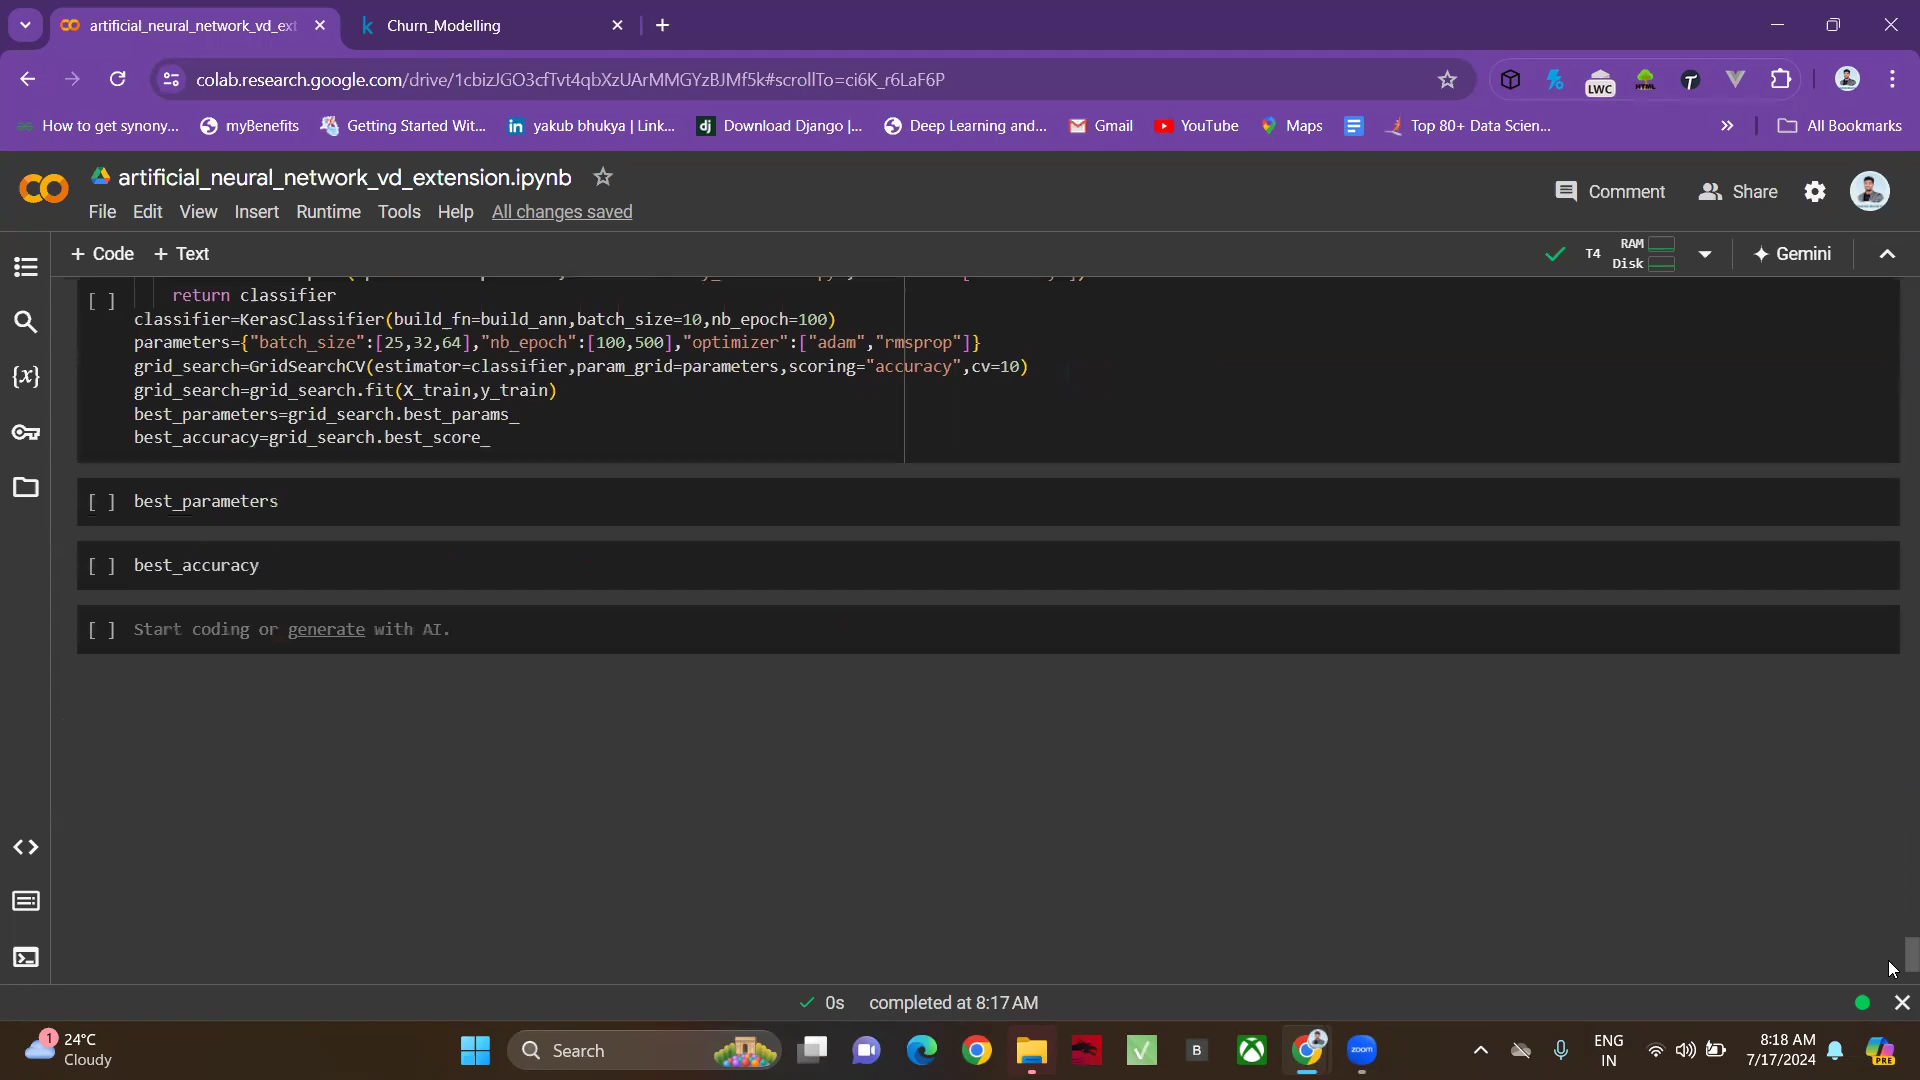 artificial_neural_network_vd_ext
Churn_Modelling
colab.research.google.com/drive/1cbizJGO3cfTvt4qbXzUArMMGYzBJMf5k#scrollTo=ci6K_r6LaF6P
LWC
How to get synony...
myBenefits
Getting Started Wit...
yakub bhukya | Link...
Download Django |...
Deep Learning and...
Gmail
YouTube
Maps
Top 80+ Data Scien...
All Bookmarks
artificial_neural_network_vd_extension.ipynb
File Edit View Insert Runtime Tools Help All changes saved
Comment
Share
+ Code + Text
T4
RAM
Disk
Gemini
[ ] return classifier
classifier=KerasClassifier(build_fn=build_ann,batch_size=10,nb_epoch=100)
parameters={"batch_size":[25,32,64],"nb_epoch":[100,500],"optimizer":["adam","rmsprop"]}
grid_search=GridSearchCV(estimator=classifier,param_grid=parameters,scoring="accuracy",cv=10)
grid_search=grid_search.fit(X_train,y_train)
best_parameters=grid_search.best_params_
best_accuracy=grid_search.best_score_
[ ] best_parameters
[ ] best_accuracy
[ ] Start coding or generate with AI.
0s completed at 8:17 AM
1
24°C
Cloudy
Search
B
zoom
ENG
IN
8:18 AM
7/17/2024
PRE